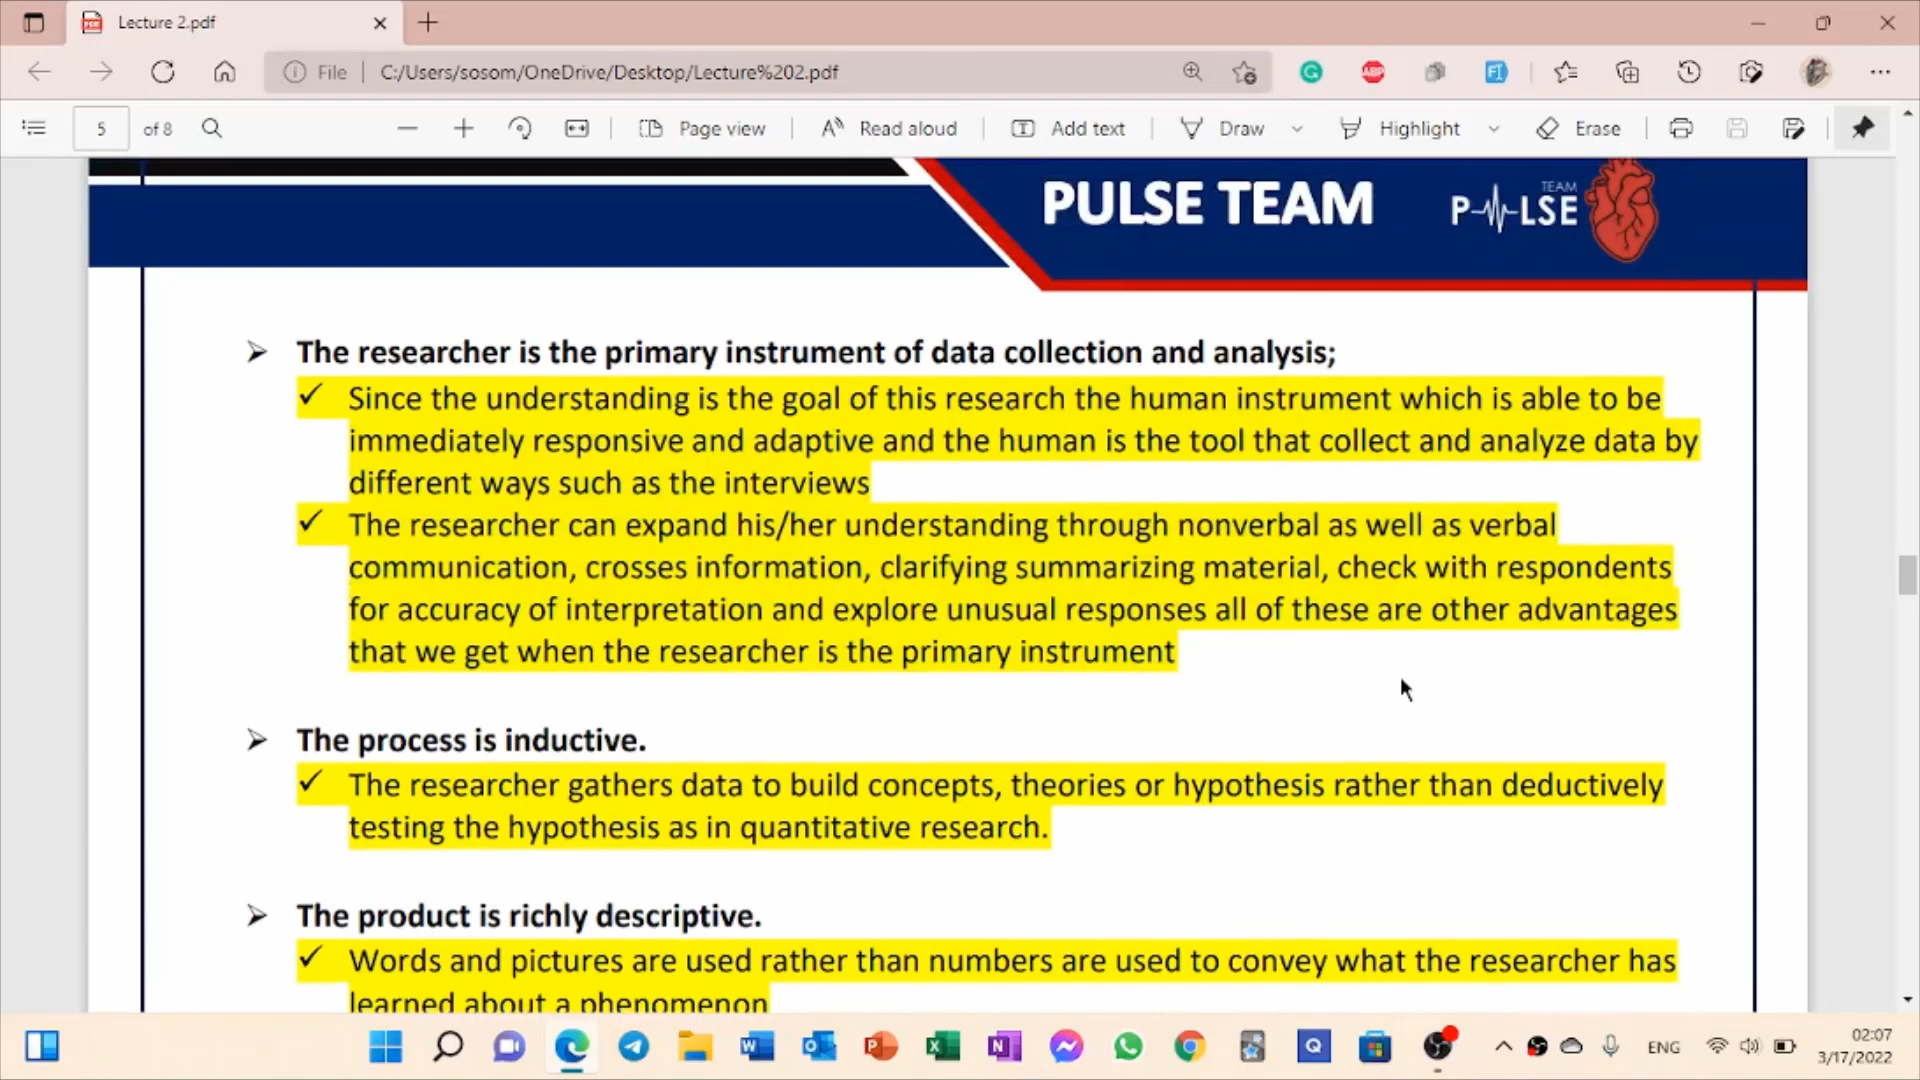 Lecture 2.pdf
File | C:/Users/sosom/OneDrive/Desktop/Lecture%202.pdf
5 of 8
Page view
Read aloud
Add text
Draw
Highlight
Erase
PULSE TEAM
TEAM
P LSE
The researcher is the primary instrument of data collection and analysis;
Since the understanding is the goal of this research the human instrument which is able to be
immediately responsive and adaptive and the human is the tool that collect and analyze data by
different ways such as the interviews
The researcher can expand his/her understanding through nonverbal as well as verbal
communication, crosses information, clarifying summarizing material, check with respondents
for accuracy of interpretation and explore unusual responses all of these are other advantages
that we get when the researcher is the primary instrument
The process is inductive.
The researcher gathers data to build concepts, theories or hypothesis rather than deductively
testing the hypothesis as in quantitative research.
The product is richly descriptive.
Words and pictures are used rather than numbers are used to convey what the researcher has
learned about a phenomenon
ENG
02:07
3/17/2022